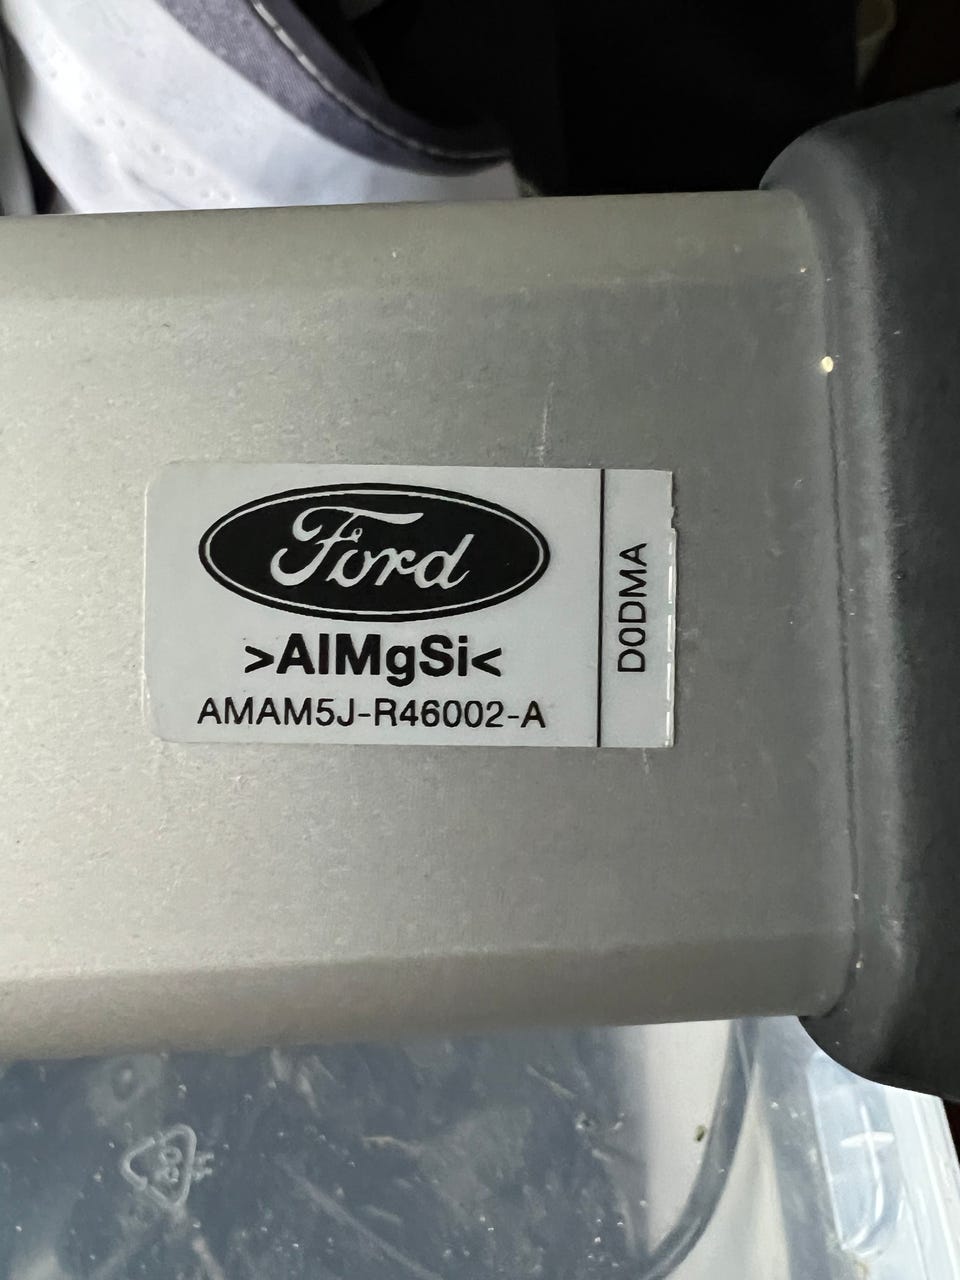 Ford
>AlMgSi<
AMAM5J-R46002-A
D0DMA